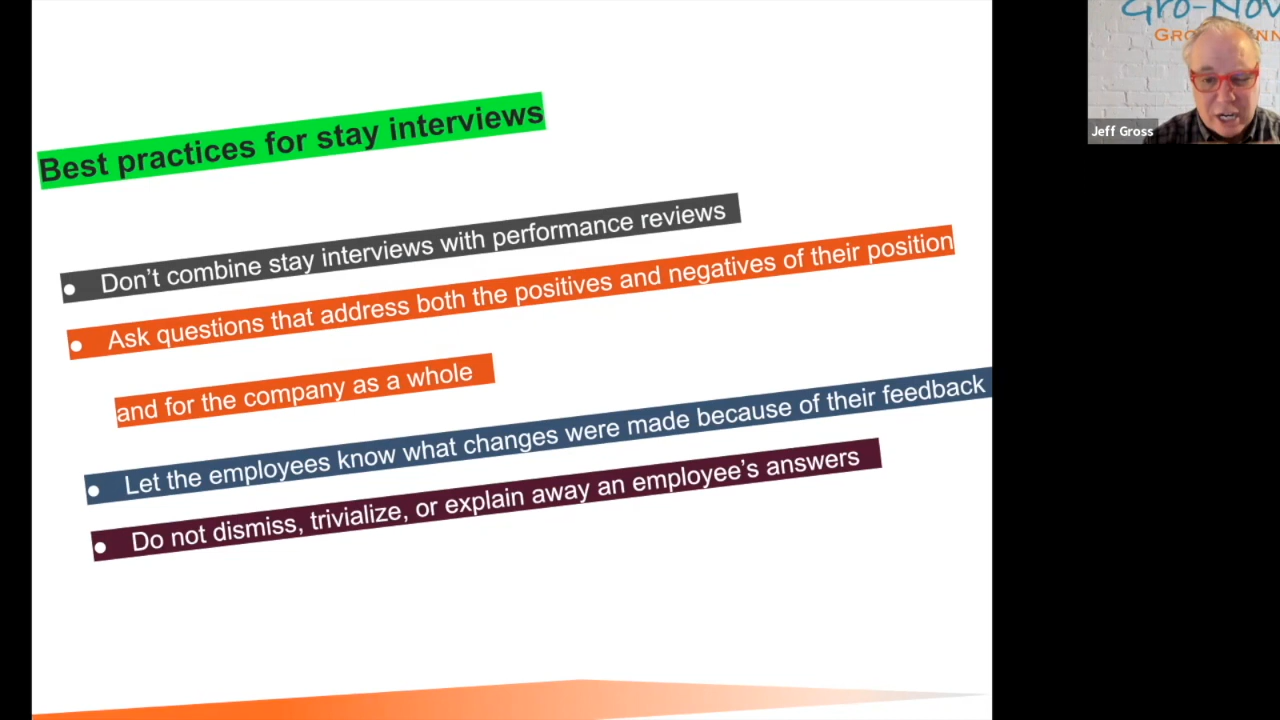 Best practices for stay interviews
● Don’t combine stay interviews with performance reviews
● Ask questions that address both the positives and negatives of their position
and for the company as a whole
● Let the employees know what changes were made because of their feedback
● Do not dismiss, trivialize, or explain away an employee’s answers
Gro-Nov
Jeff Gross